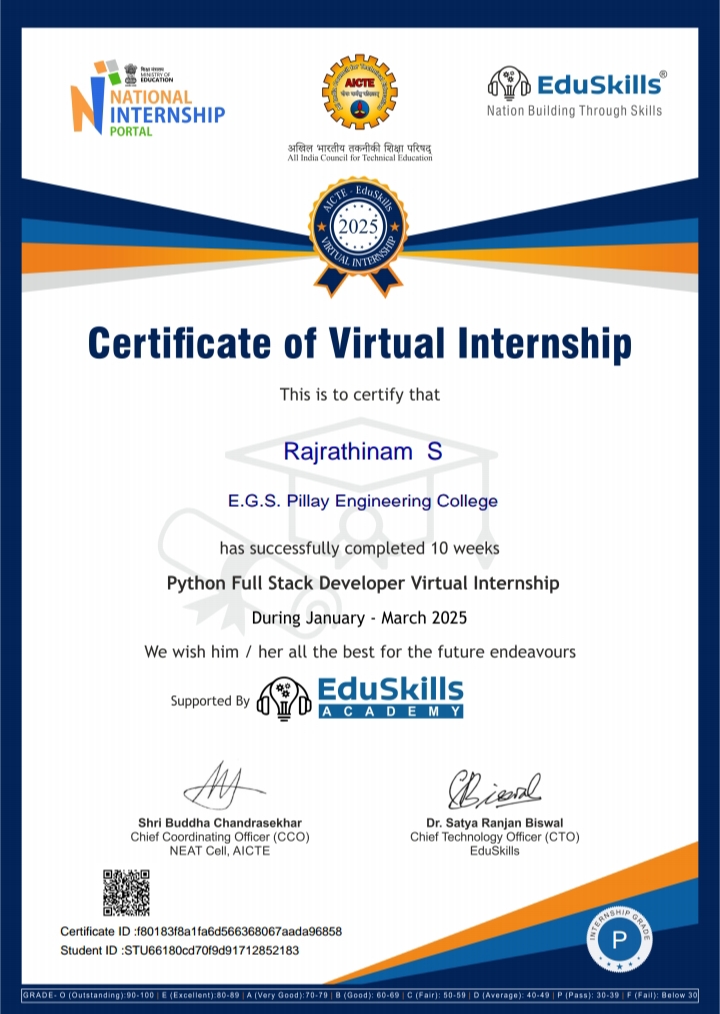 शिक्षा मंत्रालय
MINISTRY OF
EDUCATION
NATIONAL
INTERNSHIP
PORTAL
AICTE
EduSkills®
Nation Building Through Skills
अखिल भारतीय तकनीकी शिक्षा परिषद्
All India Council for Technical Education
AICTE - EduSkills
2025
VIRTUAL INTERNSHIP
Certificate of Virtual Internship
This is to certify that
Rajrathinam S
E.G.S. Pillay Engineering College
has successfully completed 10 weeks
Python Full Stack Developer Virtual Internship
During January - March 2025
We wish him / her all the best for the future endeavours
Supported By EduSkills
ACADEMY
Shri Buddha Chandrasekhar
Chief Coordinating Officer (CCO)
NEAT Cell, AICTE
Biswal
Dr. Satya Ranjan Biswal
Chief Technology Officer (CTO)
EduSkills
Certificate ID :f80183f8a1fa6d566368067aada96858
Student ID :STU66180cd70f9d91712852183
INTERNSHIP GRADE
P
GRADE- O (Outstanding):90-100 | E (Excellent):80-89 | A (Very Good):70-79 | B (Good): 60-69 | C (Fair): 50-59 | D (Average): 40-49 | P (Pass): 30-39 | F (Fail): Below 30